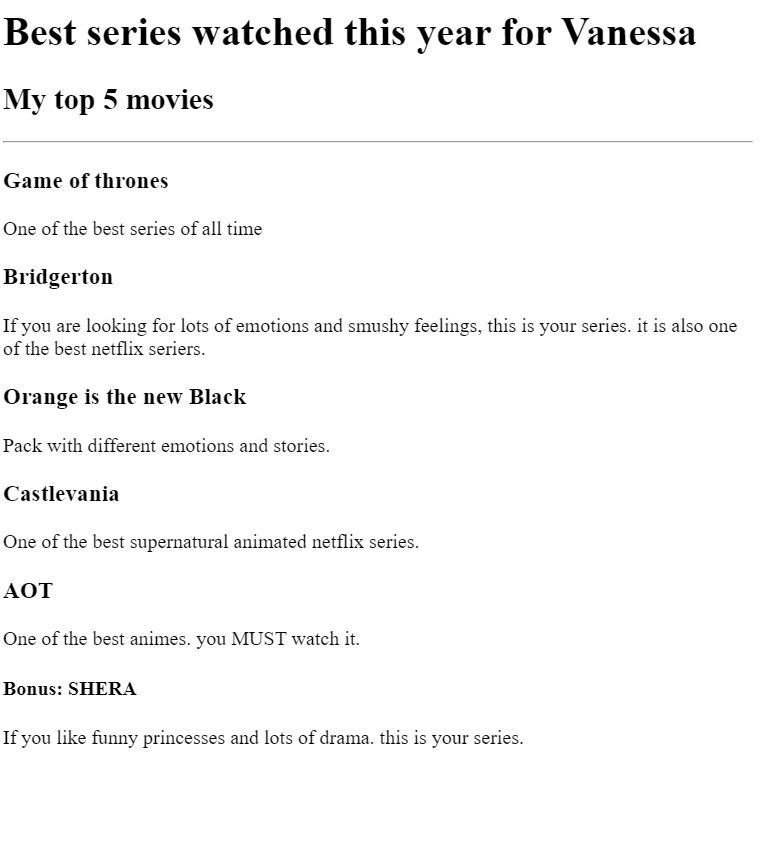 Best series watched this year for Vanessa
My top 5 movies
Game of thrones
One of the best series of all time
Bridgerton
If you are looking for lots of emotions and smushy feelings, this is your series. it is also one
of the best netflix seriers.
Orange is the new Black
Pack with different emotions and stories.
Castlevania
One of the best supernatural animated netflix series.
AOT
One of the best animes. you MUST watch it.
Bonus: SHERA
If you like funny princesses and lots of drama. this is your series.